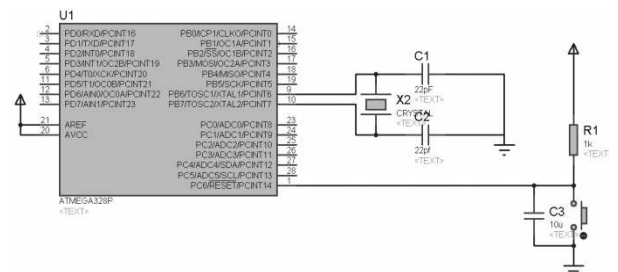 U1
2 PD0/RXD/PCINT16
3 PD1/TXD/PCINT17
4 PD2/INT0/PCINT18
5 PD3/INT1/OC2B/PCINT19
6 PD4/T0/XCK/PCINT20
11 PD5/T1/OC0B/PCINT21
12 PD6/AIN0/OC0A/PCINT22
13 PD7/AIN1/PCINT23
21 AREF
20 AVCC
PB0/ICP1/CLKO/PCINT0 14
PB1/OC1A/PCINT1 15
PB2/SS/OC1B/PCINT2 16
PB3/MOSI/OC2A/PCINT3 17
PB4/MISO/PCINT4 18
PB5/SCK/PCINT5 19
PB6/TOSC1/XTAL1/PCINT6 9
PB7/TOSC2/XTAL2/PCINT7 10
PC0/ADC0/PCINT8 23
PC1/ADC1/PCINT9 24
PC2/ADC2/PCINT10 25
PC3/ADC3/PCINT11 26
PC4/ADC4/SDA/PCINT12 27
PC5/ADC5/SCL/PCINT13 28
PC6/RESET/PCINT14 1
ATMEGA328P
<TEXT>
C1
22pF
<TEXT>
X2
CRYSTAL
<TEXT>
C2
22pf
<TEXT>
R1
1k
<TEXT>
C3
10u
<TEXT>